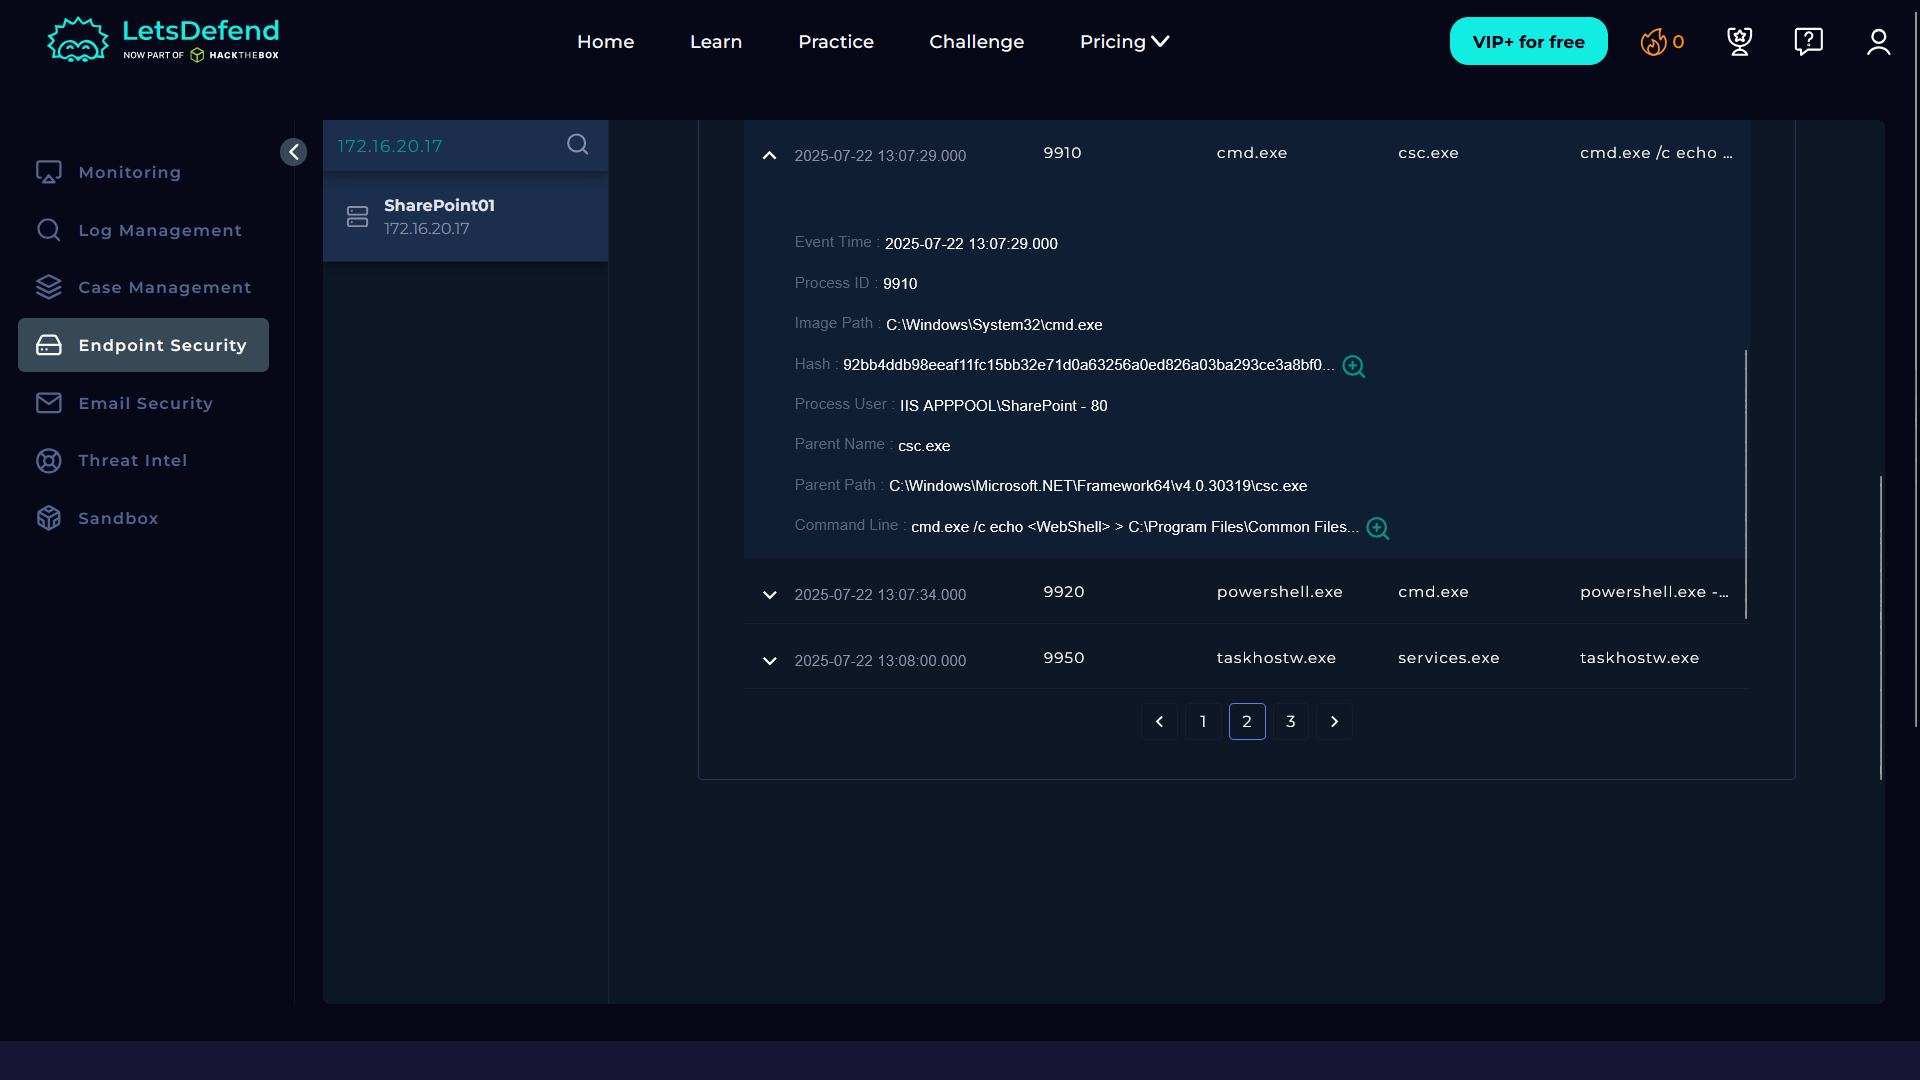 LetsDefend
NOW PART OF HACKTHEBOX
Home
Learn
Practice
Challenge
Pricing
VIP+ for free
0
Monitoring
Log Management
Case Management
Endpoint Security
Email Security
Threat Intel
Sandbox
172.16.20.17
SharePoint01
172.16.20.17
2025-07-22 13:07:29.000 9910 cmd.exe csc.exe cmd.exe /c echo ...
Event Time : 2025-07-22 13:07:29.000
Process ID : 9910
Image Path : C:\Windows\System32\cmd.exe
Hash : 92bb4ddb98eeaf11fc15bb32e71d0a63256a0ed826a03ba293ce3a8bf0...
Process User : IIS APPPOOL\SharePoint - 80
Parent Name : csc.exe
Parent Path : C:\Windows\Microsoft.NET\Framework64\v4.0.30319\csc.exe
Command Line : cmd.exe /c echo <WebShell> > C:\Program Files\Common Files...
2025-07-22 13:07:34.000 9920 powershell.exe cmd.exe powershell.exe -...
2025-07-22 13:08:00.000 9950 taskhostw.exe services.exe taskhostw.exe
1 2 3